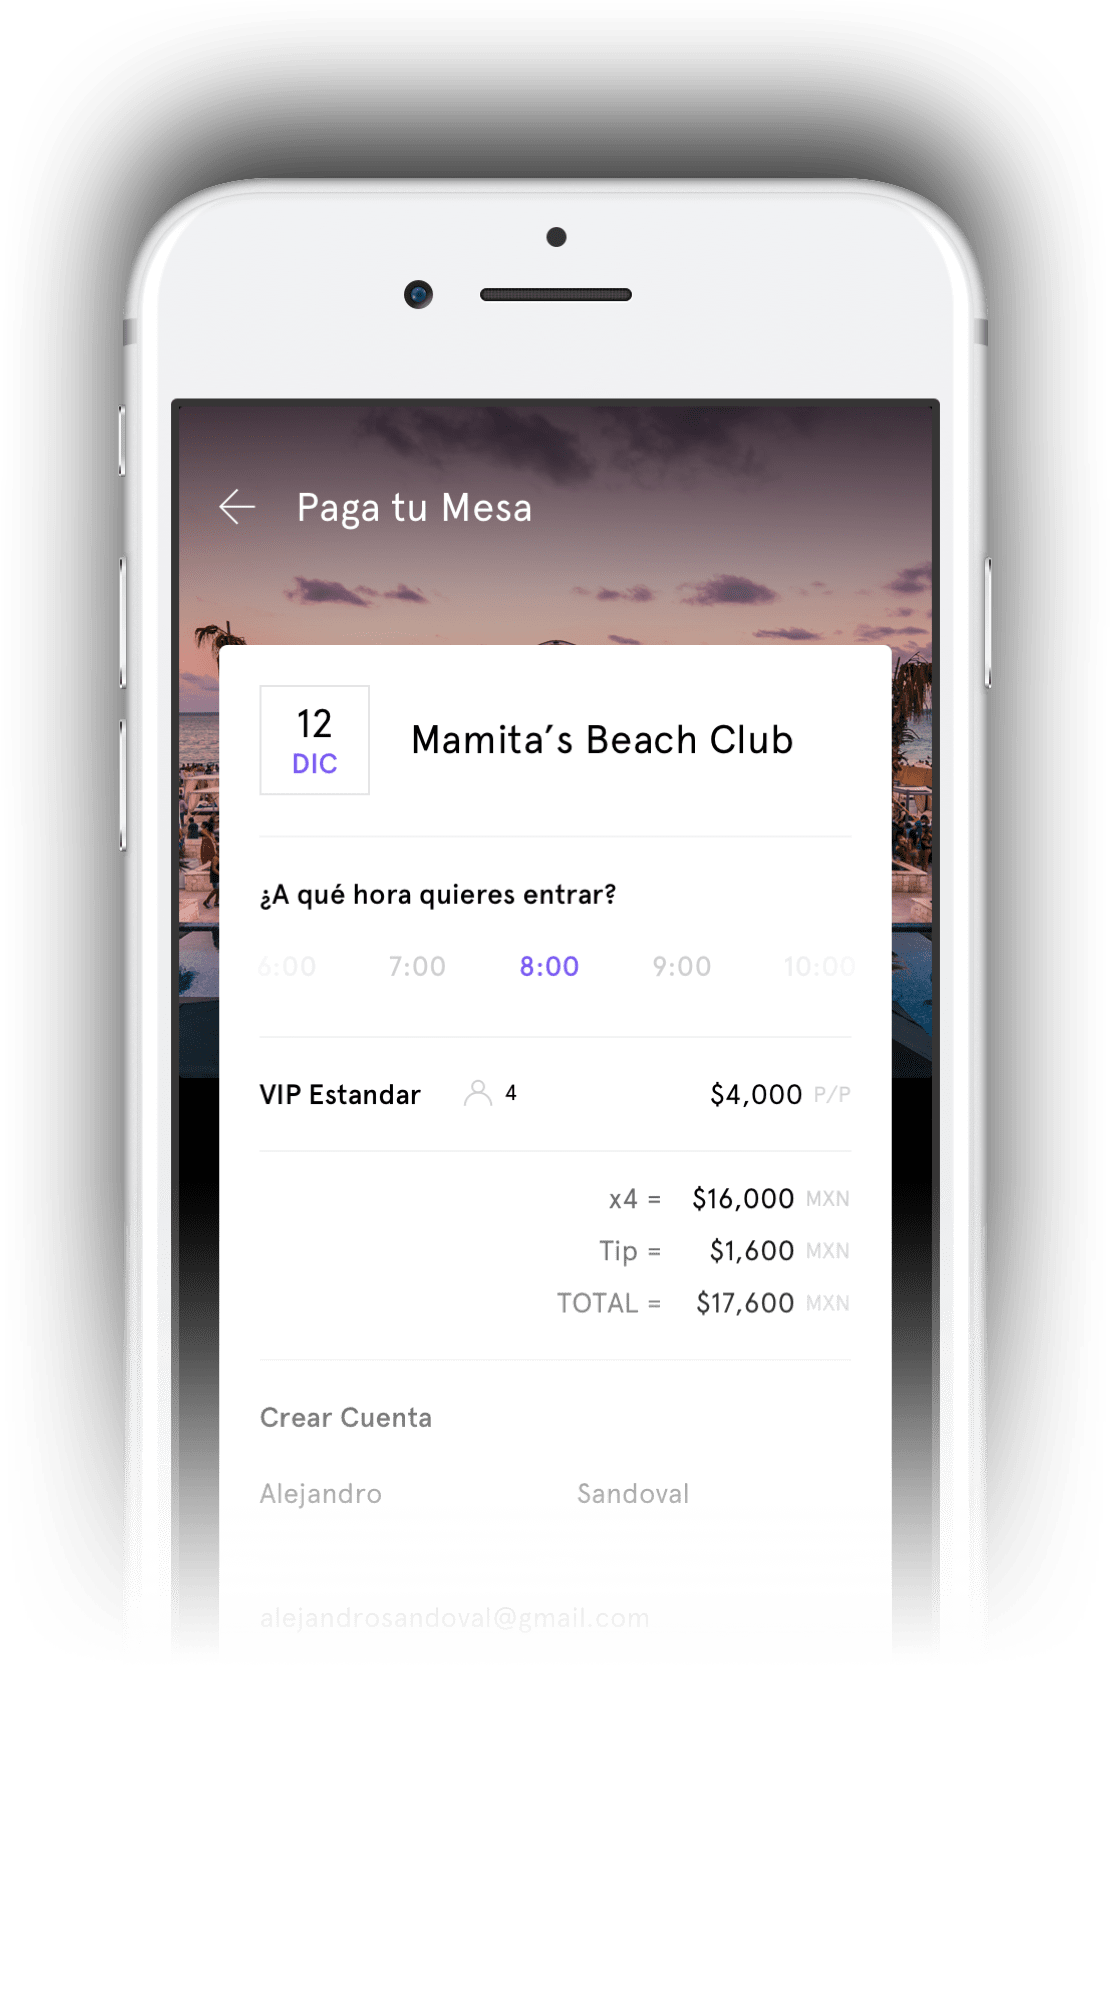 Paga tu Mesa
12
DIC
Mamita’s Beach Club
¿A qué hora quieres entrar?
6:00 7:00 8:00 9:00 10:00
VIP Estandar 4 $4,000 P/P
x4 = $16,000 MXN
Tip = $1,600 MXN
TOTAL = $17,600 MXN
Crear Cuenta
Alejandro Sandoval
alejandrosandoval@gmail.com